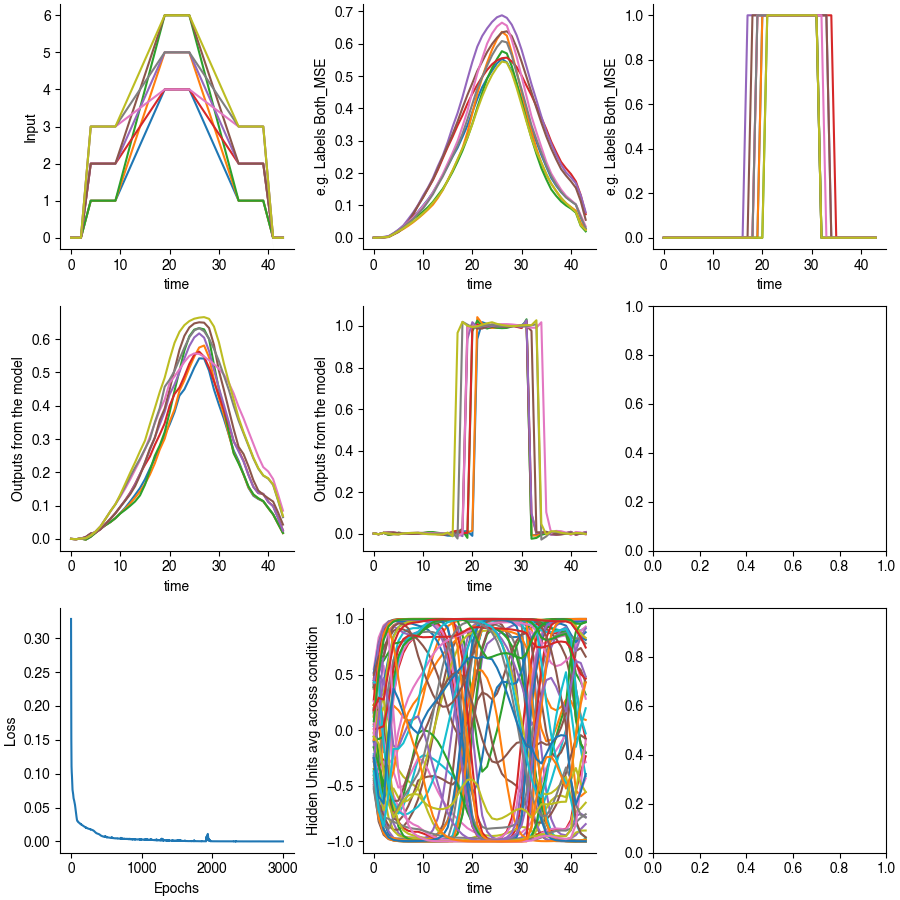 6
5
4
3
2
1
0
Input
0 10 20 30 40
time
0.7
0.6
0.5
0.4
0.3
0.2
0.1
0.0
e.g. Labels Both_MSE
0 10 20 30 40
time
1.0
0.8
0.6
0.4
0.2
0.0
e.g. Labels Both_MSE
0 10 20 30 40
time
0.6
0.5
0.4
0.3
0.2
0.1
0.0
Outputs from the model
0 10 20 30 40
time
1.0
0.8
0.6
0.4
0.2
0.0
Outputs from the model
0 10 20 30 40
time
1.0
0.8
0.6
0.4
0.2
0.0
0.0 0.2 0.4 0.6 0.8 1.0
0.30
0.25
0.20
0.15
0.10
0.05
0.00
Loss
0 1000 2000 3000
Epochs
1.0
0.5
0.0
−0.5
−1.0
Hidden Units avg across condition
0 10 20 30 40
time
1.0
0.8
0.6
0.4
0.2
0.0
0.0 0.2 0.4 0.6 0.8 1.0